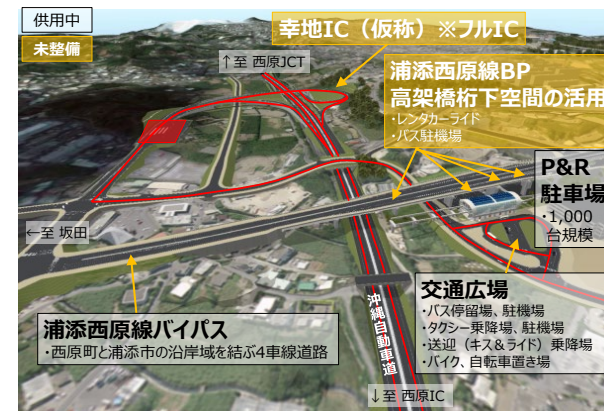 供用中
未整備
幸地IC（仮称）※フルIC
↑至 西原JCT
浦添西原線BP
高架橋桁下空間の活用
・レンタカーライド
・バス駐機場
P&R
駐車場
・1,000
台規模
←至 坂田
交通広場
・バス停留場、駐機場
・タクシー乗降場、駐機場
・送迎（キス&ライド）乗降場
・バイク、自転車置き場
浦添西原線バイパス
・西原町と浦添市の沿岸域を結ぶ4車線道路
沖縄自動車道
↓至 西原IC